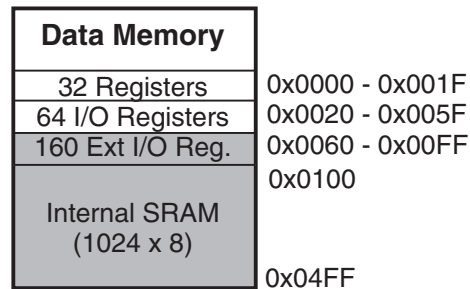 Data Memory
32 Registers 0x0000 - 0x001F
64 I/O Registers 0x0020 - 0x005F
160 Ext I/O Reg. 0x0060 - 0x00FF
0x0100
Internal SRAM
(1024 x 8)
0x04FF